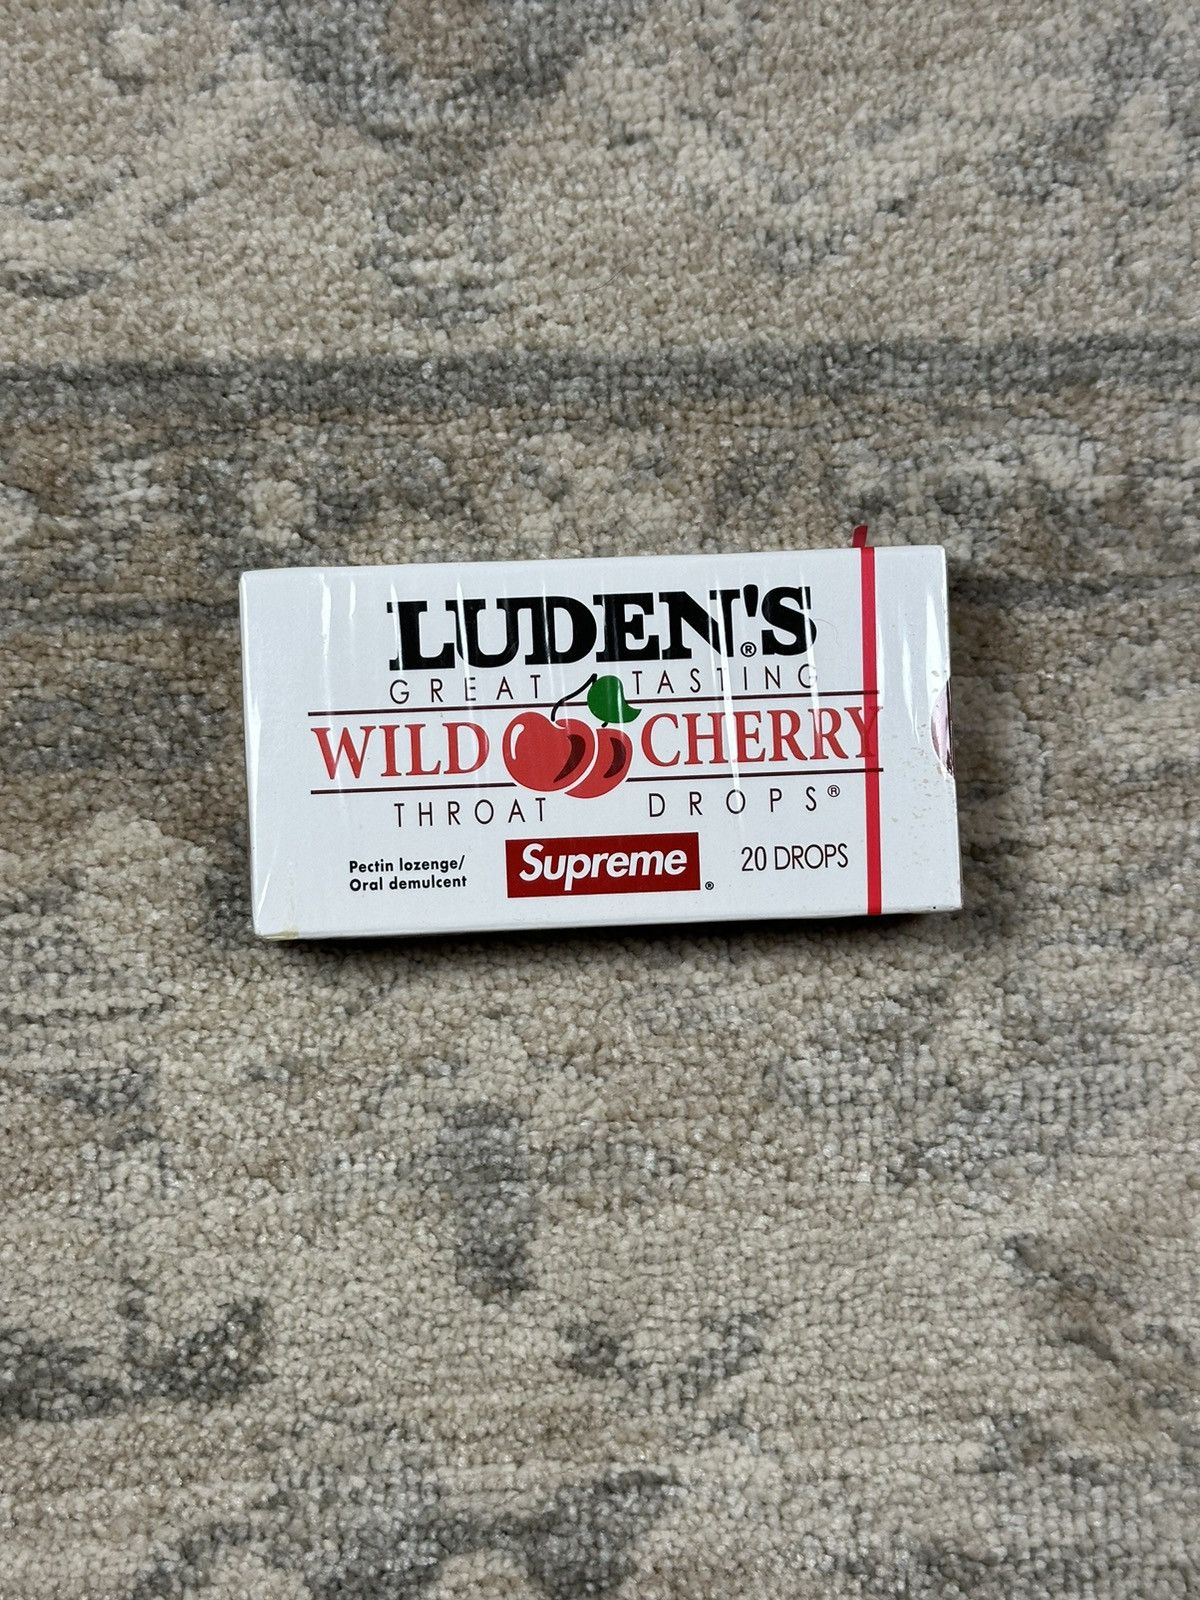 LUDEN'S®
GREAT TASTING
WILD CHERRY
THROAT DROPS®
Pectin lozenge/
Oral demulcent
Supreme®
20 DROPS